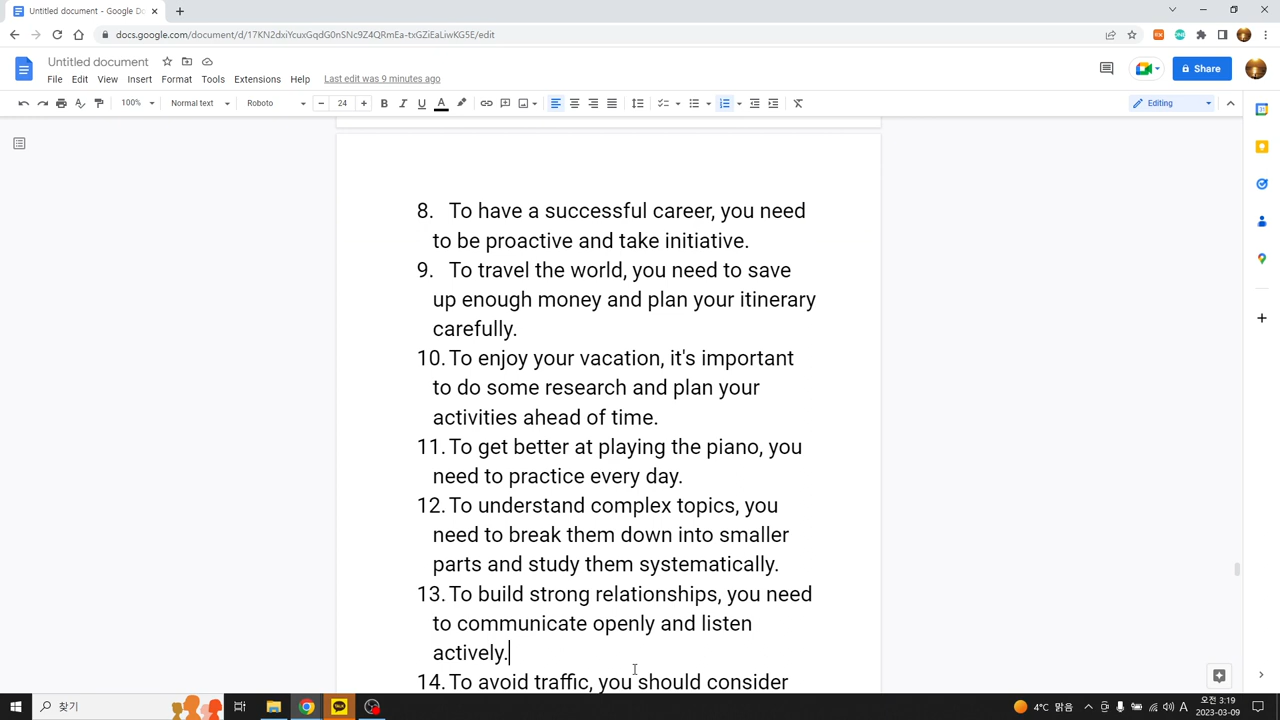 Untitled document - Google Do
docs.google.com/document/d/17KN2dxiYcuxGqdG0nSNc9Z4QRmEa-txGZiEaLiwKG5E/edit
Untitled document
File Edit View Insert Format Tools Extensions Help Last edit was 9 minutes ago
Share
100% Normal text Roboto 24 Editing
8. To have a successful career, you need
to be proactive and take initiative.
9. To travel the world, you need to save
up enough money and plan your itinerary
carefully.
10. To enjoy your vacation, it's important
to do some research and plan your
activities ahead of time.
11. To get better at playing the piano, you
need to practice every day.
12. To understand complex topics, you
need to break them down into smaller
parts and study them systematically.
13. To build strong relationships, you need
to communicate openly and listen
actively.
14. To avoid traffic, you should consider
찾기
4°C 맑음
A
오전 3:19
2023-03-09